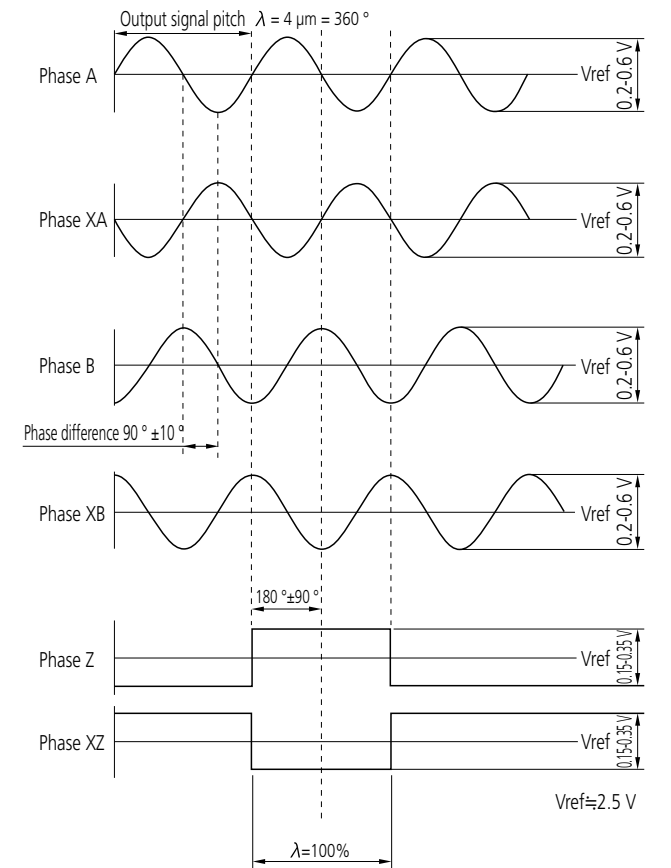 Output signal pitch λ = 4 µm = 360 °
Phase A
Vref
0.2-0.6 V
Phase XA
Vref
0.2-0.6 V
Phase B
Vref
0.2-0.6 V
Phase difference 90 ° ±10 °
Phase XB
Vref
0.2-0.6 V
180 °±90 °
Phase Z
Vref
0.15-0.35 V
Phase XZ
Vref
0.15-0.35 V
Vref≒2.5 V
λ=100%